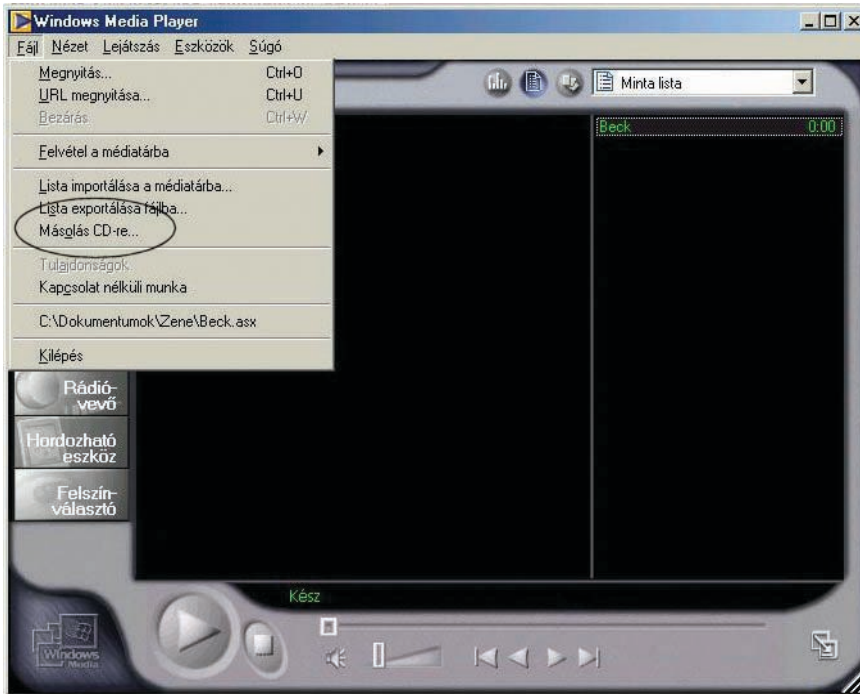 Windows Media Player
Fájl Nézet Lejátszás Eszközök Súgó
Megnyitás... Ctrl+O
URL megnyitása... Ctrl+U
Bezárás Ctrl+W
Felvétel a médiatárba
Lista importálása a médiatárba...
Lista exportálása fájlba...
Másolás CD-re...
Tulajdonságok
Kapcsolat nélküli munka
C:\Dokumentumok\Zene\Beck.asx
Kilépés
Minta lista
Beck 0:00
Rádió-
vevő
Hordozható
eszköz
Felszín-
választó
Kész
Windows
Media